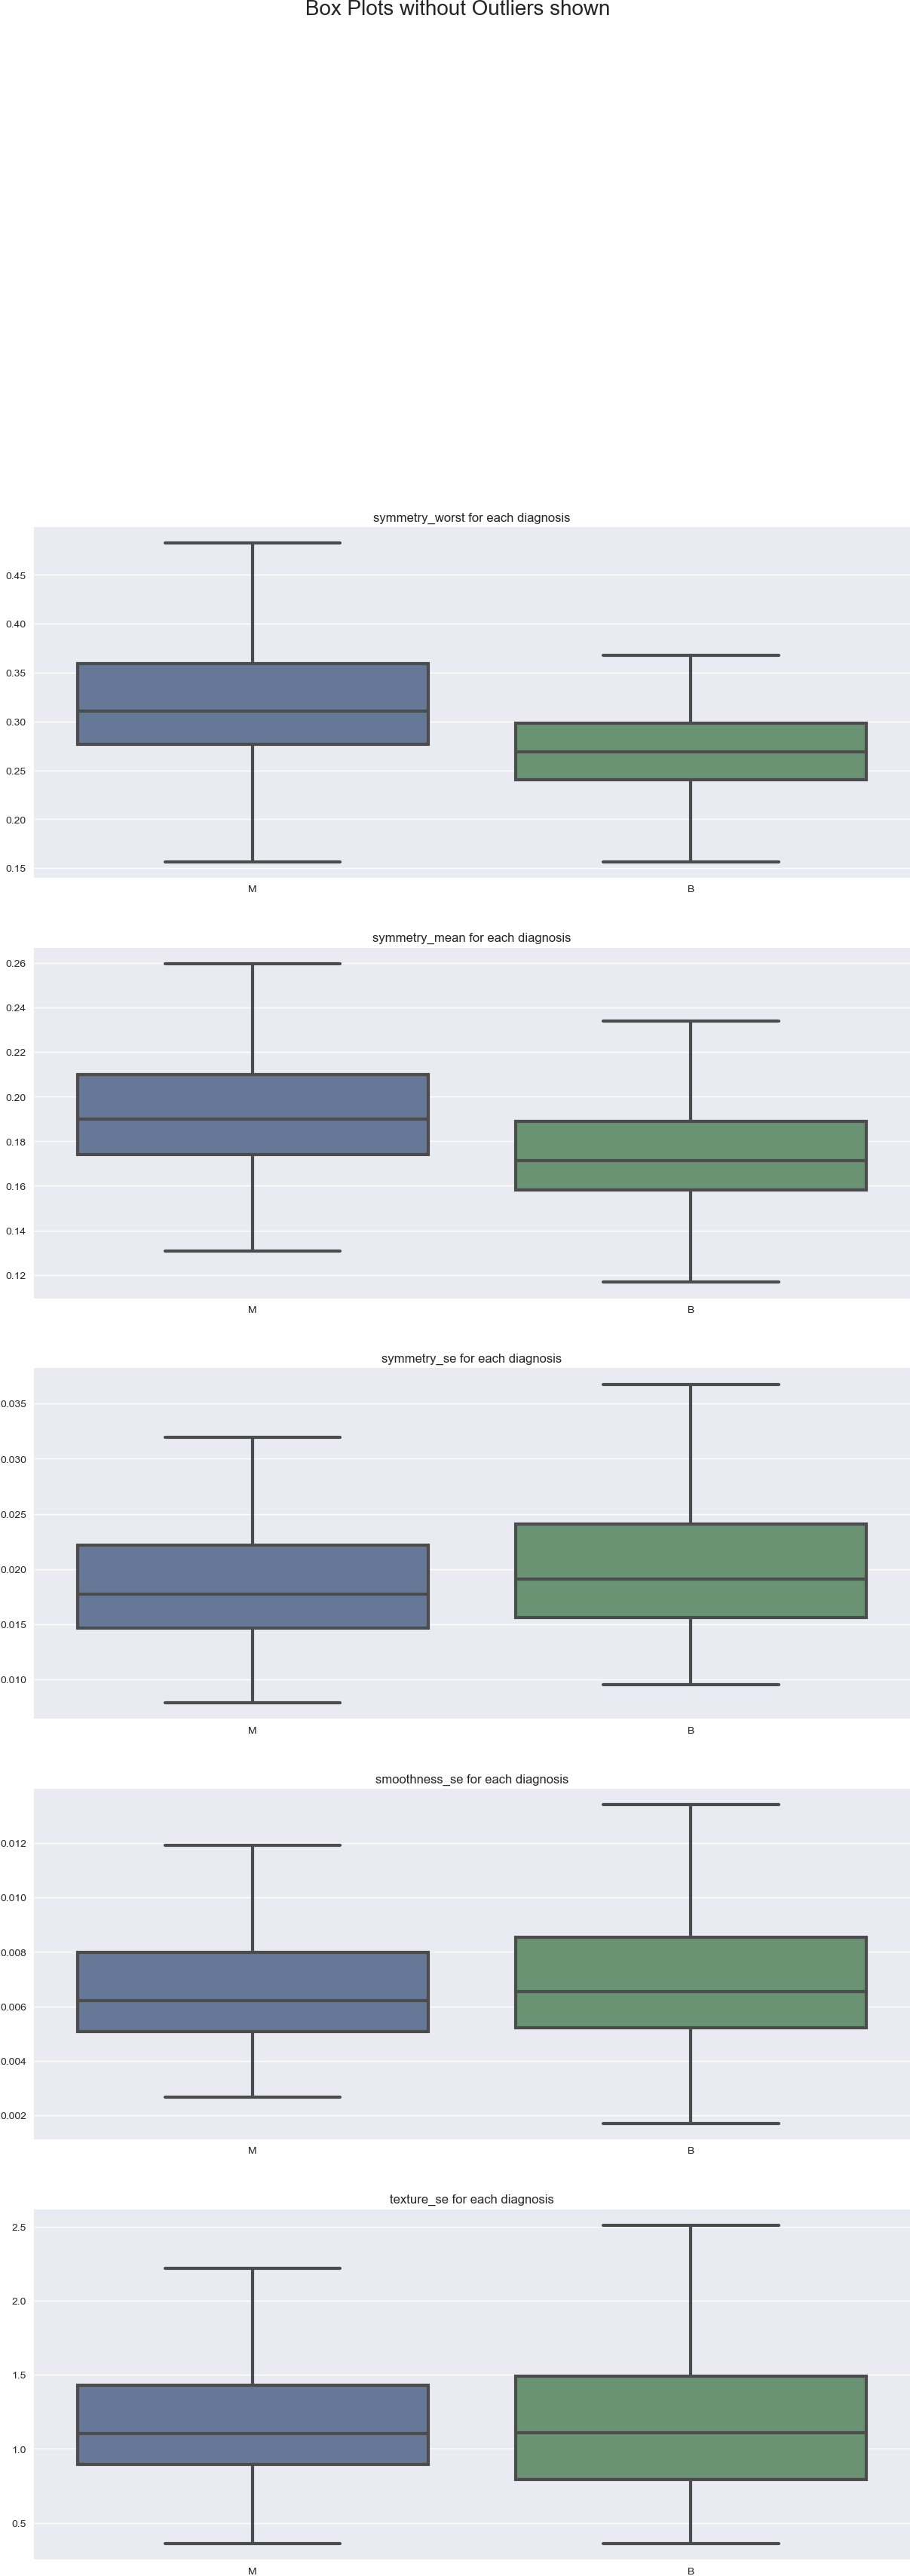 Box Plots without Outliers shown
symmetry_worst for each diagnosis
0.45
0.40
0.35
0.30
0.25
0.20
0.15
M B
symmetry_mean for each diagnosis
0.26
0.24
0.22
0.20
0.18
0.16
0.14
0.12
M B
symmetry_se for each diagnosis
0.035
0.030
0.025
0.020
0.015
0.010
M B
smoothness_se for each diagnosis
0.012
0.010
0.008
0.006
0.004
0.002
M B
texture_se for each diagnosis
2.5
2.0
1.5
1.0
0.5
M B